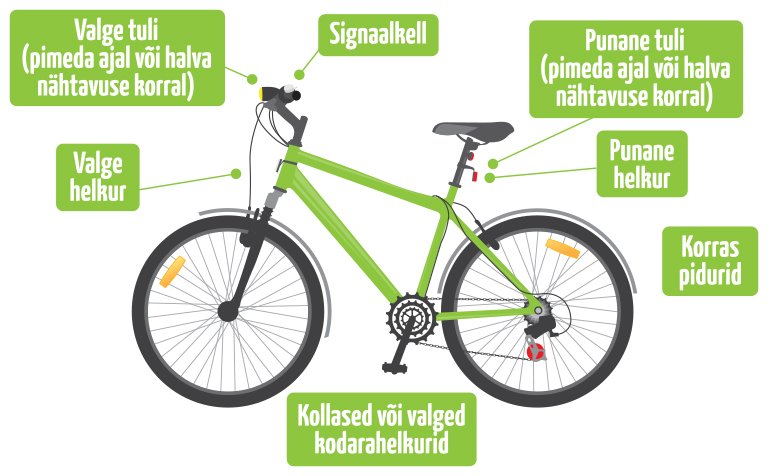 Valge tuli
(pimeda ajal või halva
nähtavuse korral)
Signaalkell
Punane tuli
(pimeda ajal või halva
nähtavuse korral)
Valge
helkur
Punane
helkur
Korras
pidurid
Kollased või valged
kodarahelkurid